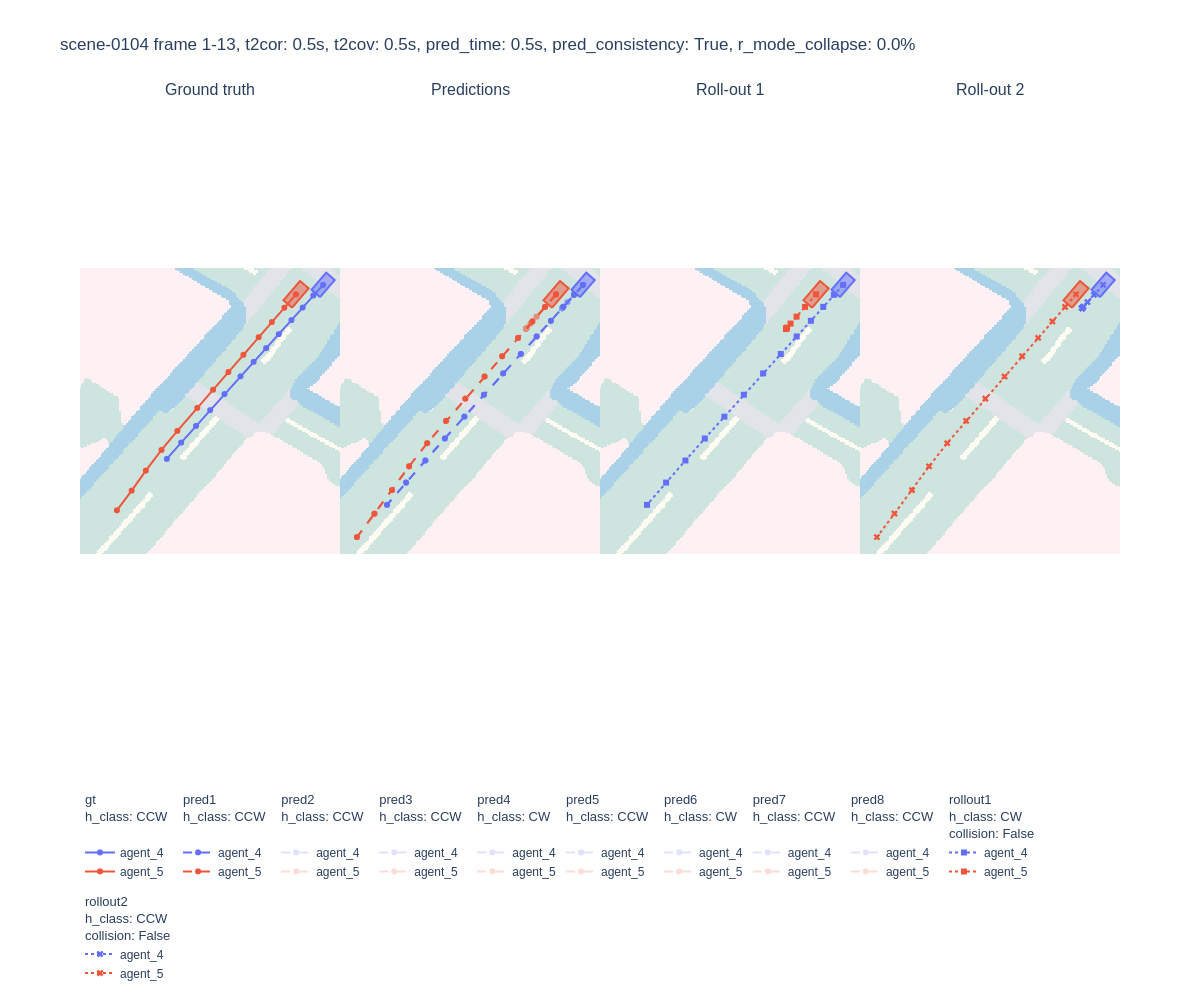 scene-0104 frame 1-13, t2cor: 0.5s, t2cov: 0.5s, pred_time: 0.5s, pred_consistency: True, r_mode_collapse: 0.0%
Ground truth
Predictions
Roll-out 1
Roll-out 2
gt
h_class: CCW
agent_4
agent_5
pred1
h_class: CCW
agent_4
agent_5
pred2
h_class: CCW
agent_4
agent_5
pred3
h_class: CCW
agent_4
agent_5
pred4
h_class: CW
agent_4
agent_5
pred5
h_class: CCW
agent_4
agent_5
pred6
h_class: CW
agent_4
agent_5
pred7
h_class: CCW
agent_4
agent_5
pred8
h_class: CCW
agent_4
agent_5
rollout1
h_class: CW
collision: False
agent_4
agent_5
rollout2
h_class: CCW
collision: False
agent_4
agent_5